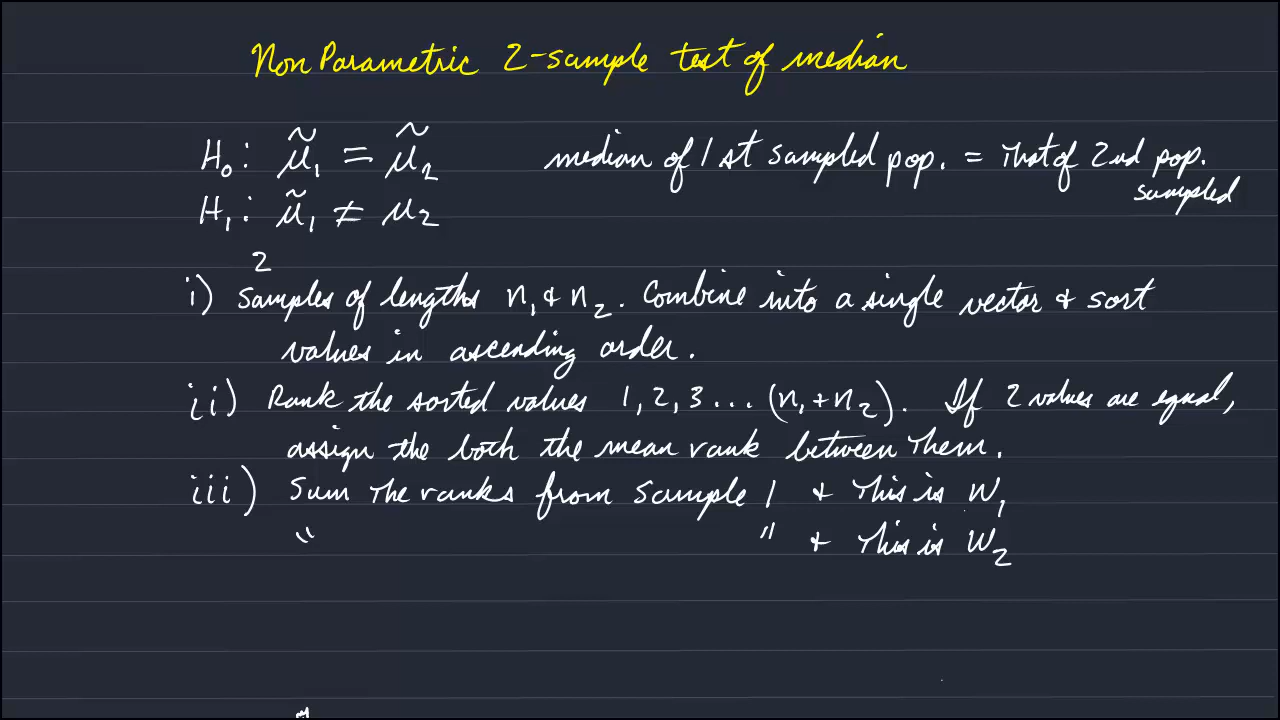 Non Parametric 2-sample test of median
H₀: μ̃₁ = μ̃₂ median of 1st sampled pop. = That of 2nd pop.
sampled
H₁: μ̃₁ ≠ μ₂
2
i) samples of lengths n₁ & n₂. Combine into a single vector & sort
values in ascending order.
ii) Rank the sorted values 1, 2, 3 ... (n₁ + n₂). If 2 values are equal,
assign the both the mean rank between Them.
iii) Sum The ranks from Sample 1 & This is W₁
" " & This is W₂